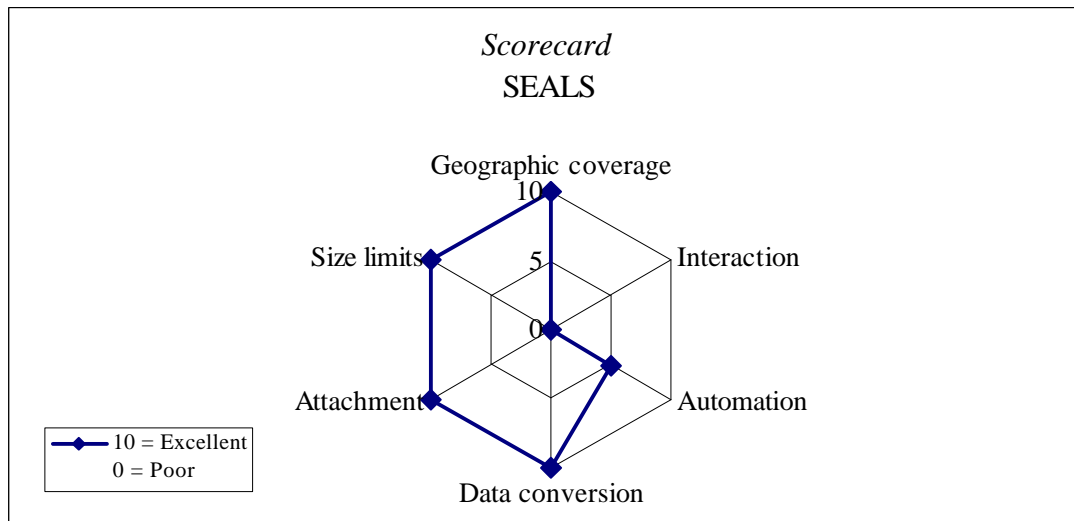 Scorecard
SEALS
Geographic coverage
10
Interaction
Size limits
5
0
Attachment
Automation
10 = Excellent
0 = Poor
Data conversion